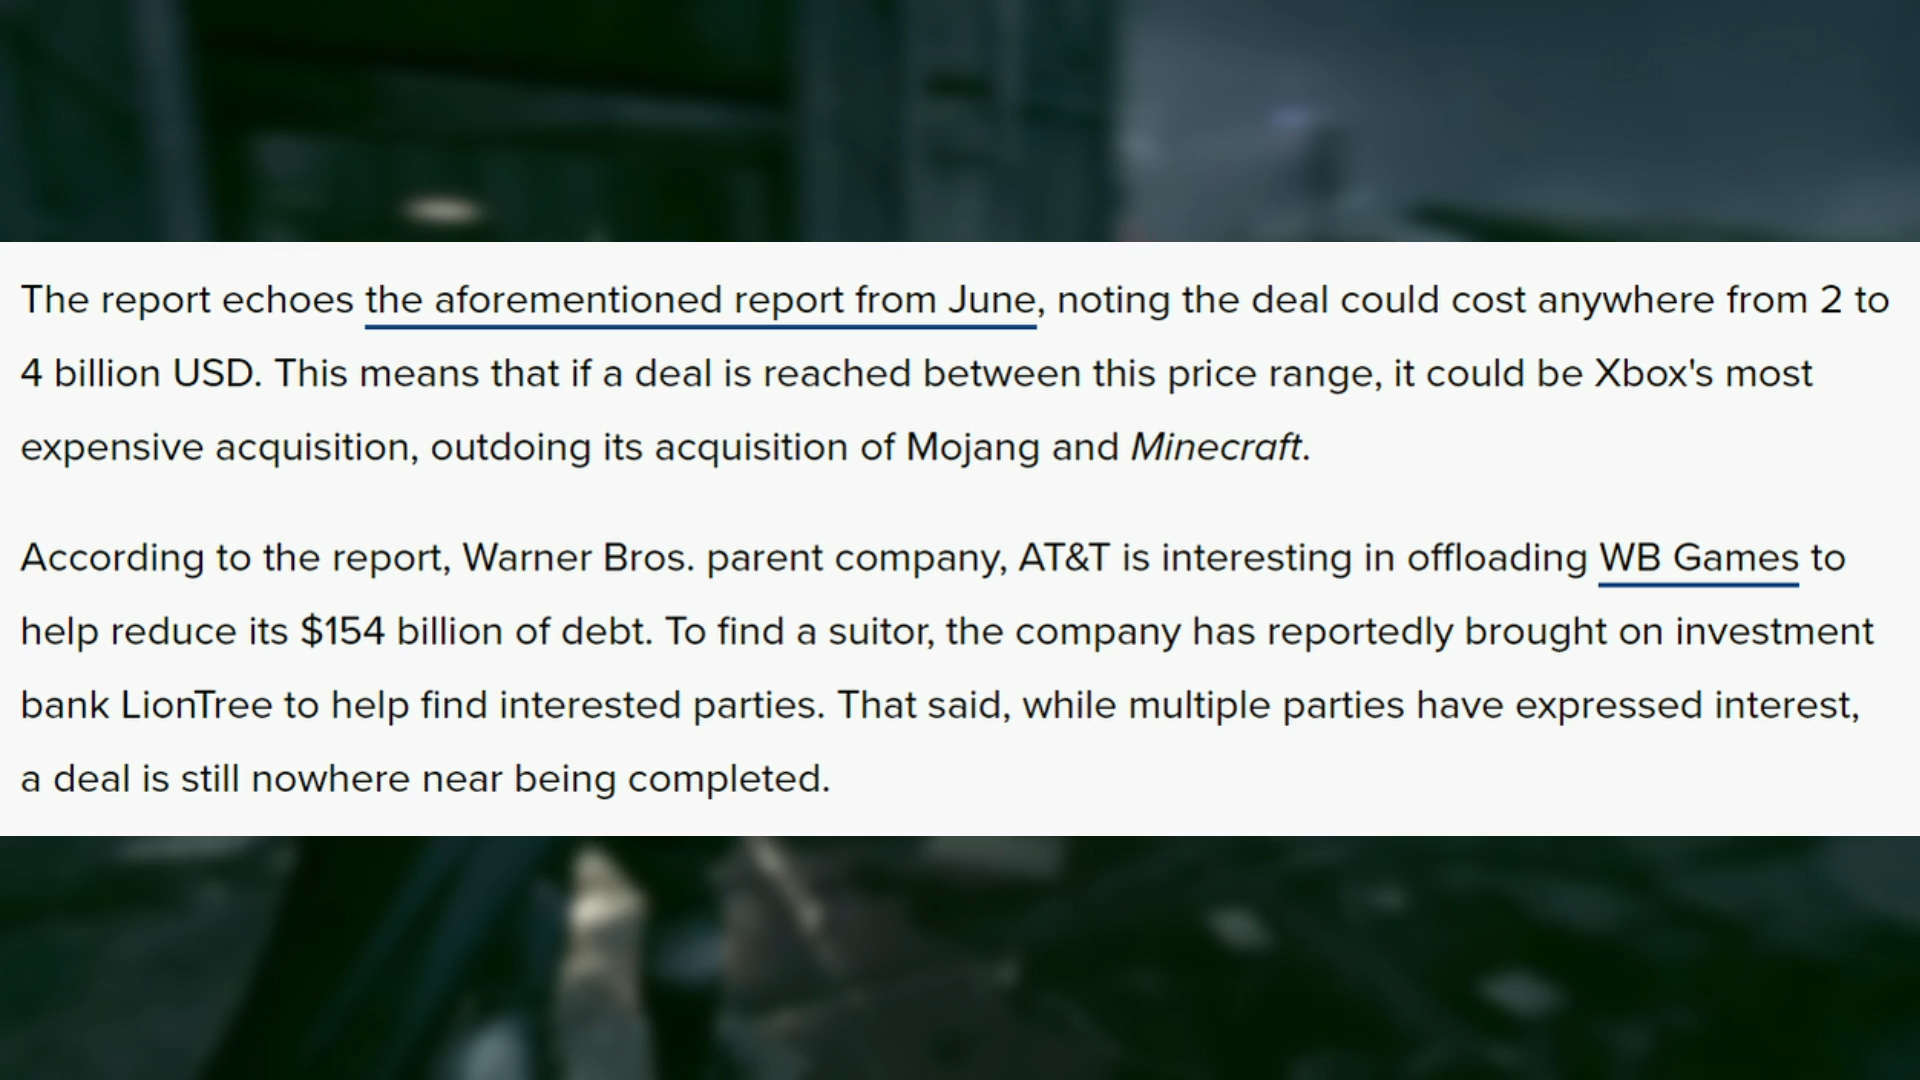 The report echoes the aforementioned report from June, noting the deal could cost anywhere from 2 to
4 billion USD. This means that if a deal is reached between this price range, it could be Xbox's most
expensive acquisition, outdoing its acquisition of Mojang and Minecraft.
According to the report, Warner Bros. parent company, AT&T is interesting in offloading WB Games to
help reduce its $154 billion of debt. To find a suitor, the company has reportedly brought on investment
bank LionTree to help find interested parties. That said, while multiple parties have expressed interest,
a deal is still nowhere near being completed.